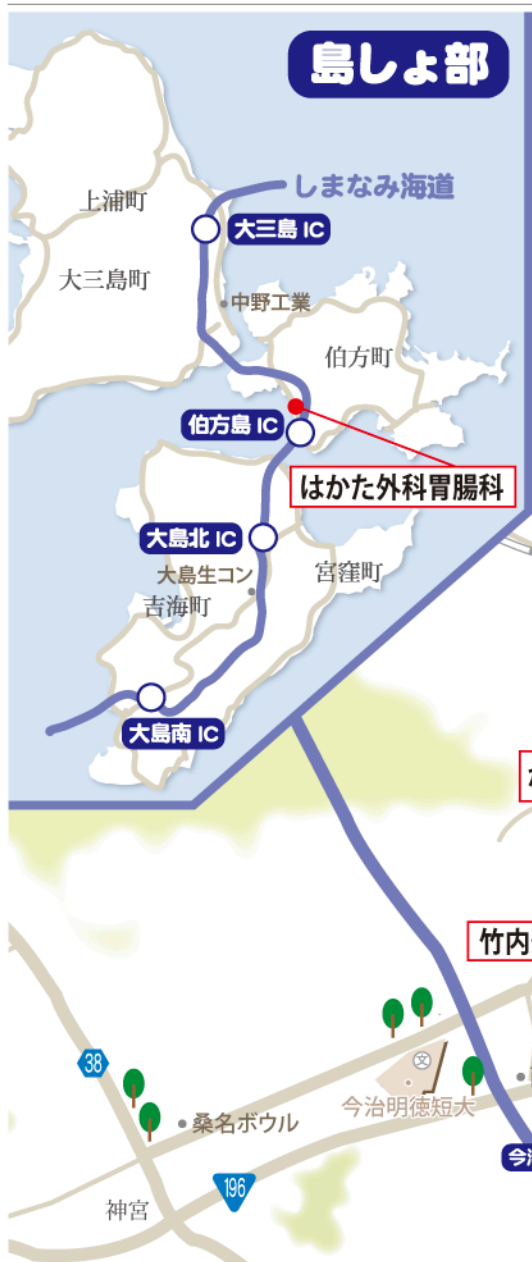 島しょ部
しまなみ海道
上浦町
大三島 IC
大三島町
中野工業
伯方町
伯方島 IC
はかた外科胃腸科
大島北 IC
大島生コン
宮窪町
吉海町
大島南 IC
竹内
文
38
今治明徳短大
桑名ボウル
今治
196
神宮